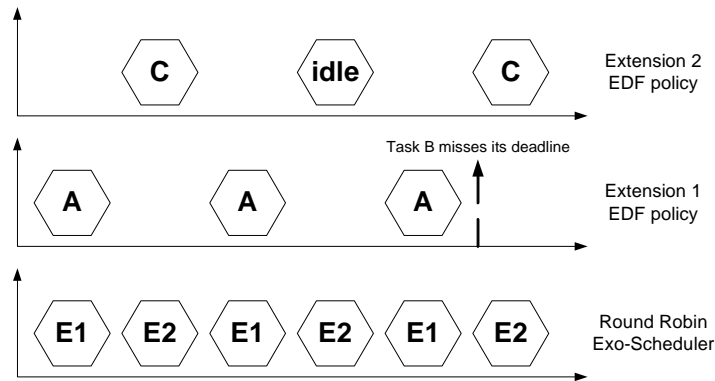 C
idle
C
Extension 2
EDF policy
Task B misses its deadline
A
A
A
Extension 1
EDF policy
E1
E2
E1
E2
E1
E2
Round Robin
Exo-Scheduler